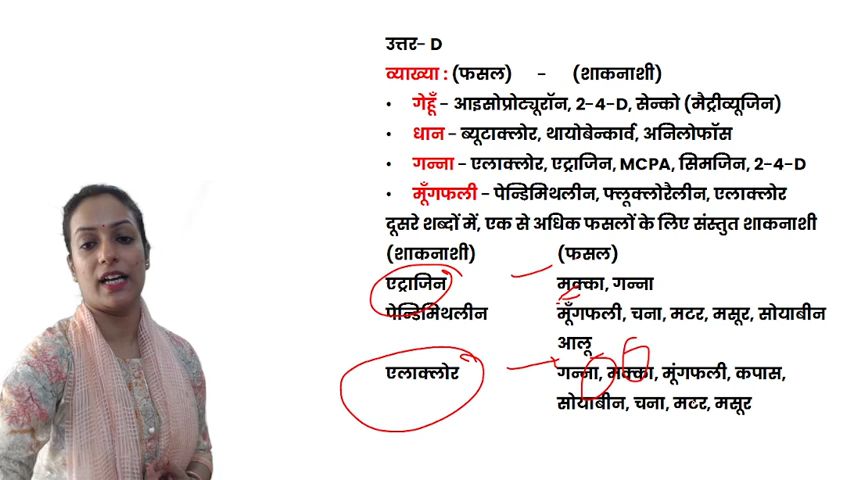 उत्तर- D
व्याख्या : (फसल) - (शाकनाशी)
• गेहूँ - आइसोप्रोट्यूरॉन, 2-4-D, सेन्को (मैट्रीव्यूजिन)
• धान - ब्यूटाक्लोर, थायोबेन्कार्व, अनिलोफॉस
• गन्ना - एलाक्लोर, एट्राजिन, MCPA, सिमजिन, 2-4-D
• मूँगफली - पेन्डिमिथलीन, फ्लूक्लोरैलीन, एलाक्लोर
दूसरे शब्दों में, एक से अधिक फसलों के लिए संस्तुत शाकनाशी
(शाकनाशी) (फसल)
एट्राजिन मक्का, गन्ना
पेन्डिमिथलीन मूँगफली, चना, मटर, मसूर, सोयाबीन
आलू
एलाक्लोर गन्ना, मक्का, मूंगफली, कपास,
सोयाबीन, चना, मटर, मसूर